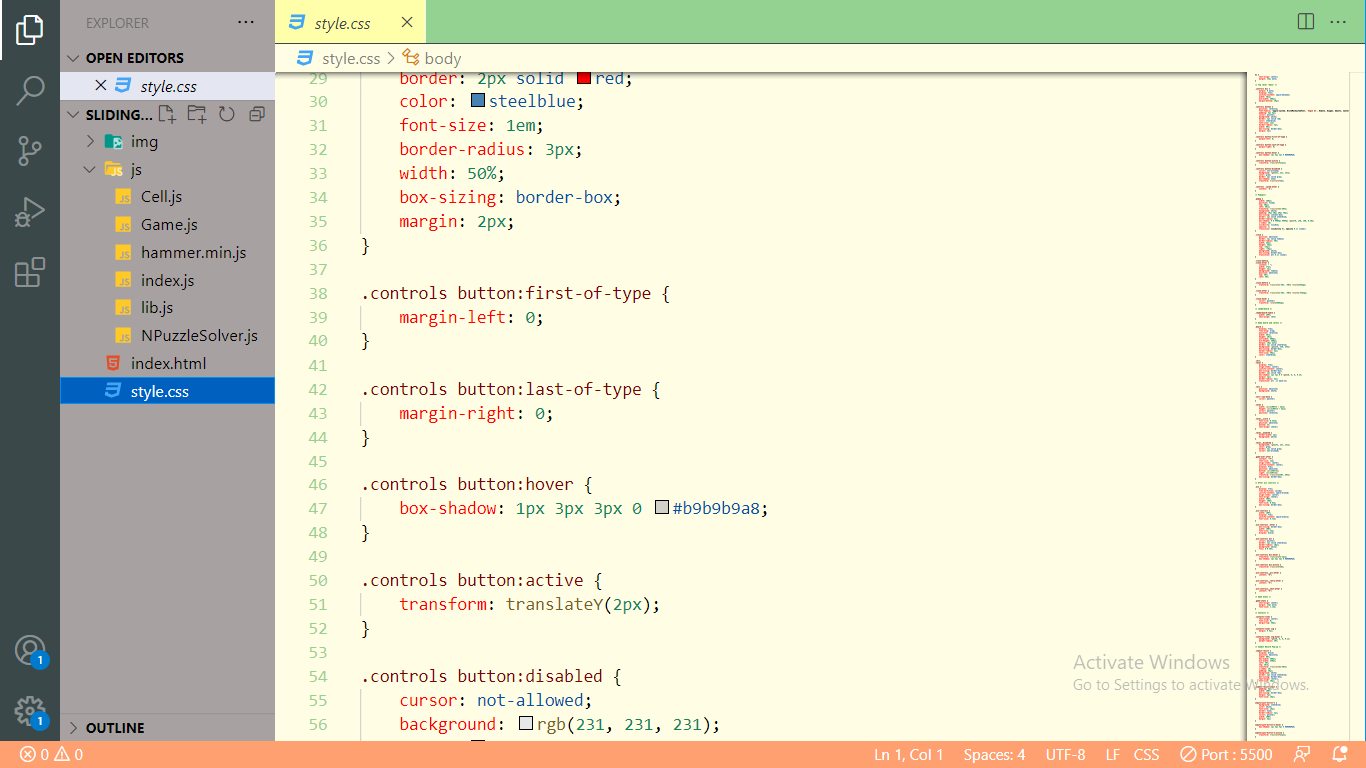 EXPLORER
OPEN EDITORS
style.css
SLIDING...
img
js
Cell.js
Game.js
hammer.min.js
index.js
lib.js
NPuzzleSolver.js
index.html
style.css
OUTLINE
1
1
style.css
style.css > body
29 border: 2px solid red;
30 color: steelblue;
31 font-size: 1em;
32 border-radius: 3px;
33 width: 50%;
34 box-sizing: border-box;
35 margin: 2px;
36 }
37
38 .controls button:first-of-type {
39 margin-left: 0;
40 }
41
42 .controls button:last-of-type {
43 margin-right: 0;
44 }
45
46 .controls button:hover {
47 box-shadow: 1px 3px 3px 0 #b9b9b9a8;
48 }
49
50 .controls button:active {
51 transform: translateY(2px);
52 }
53
54 .controls button:disabled {
55 cursor: not-allowed;
56 background: rgb(231, 231, 231);
Activate Windows
Go to Settings to activate Windows.
0 0 Ln 1, Col 1 Spaces: 4 UTF-8 LF CSS Port : 5500